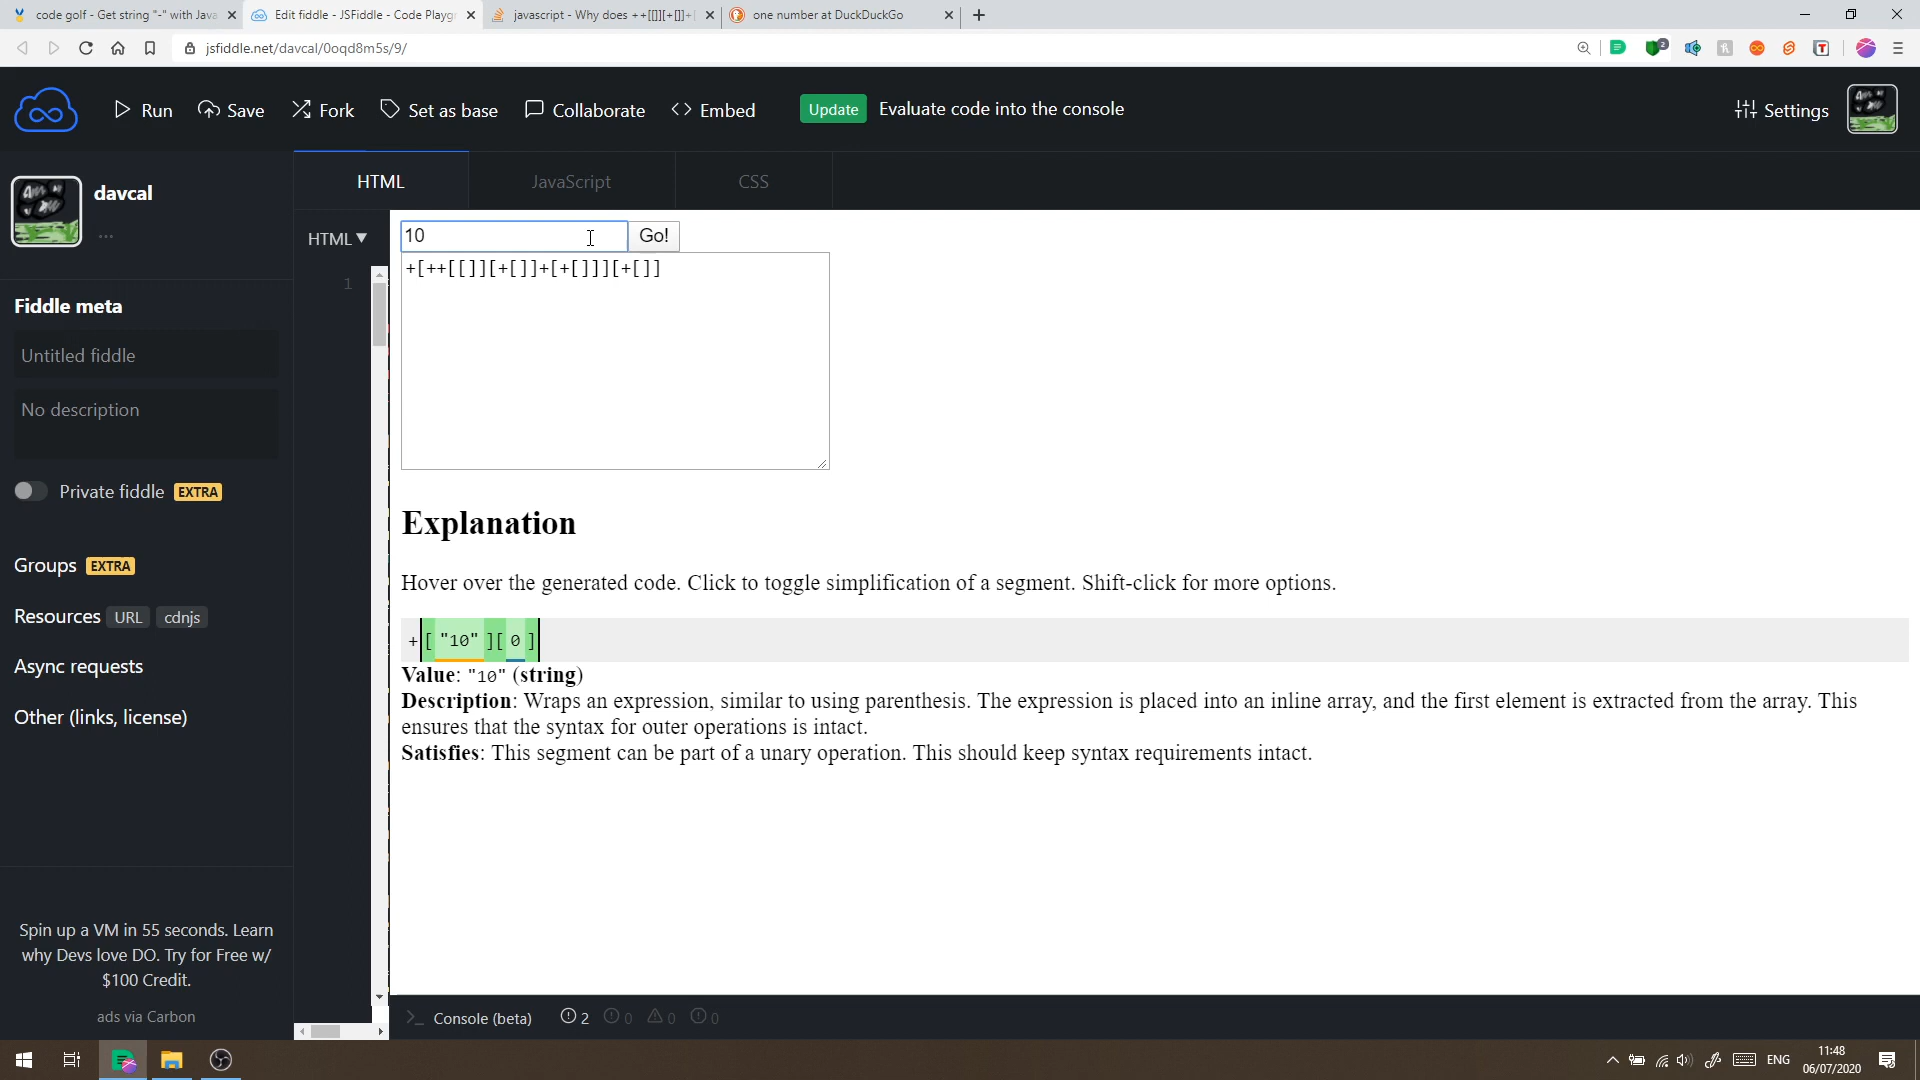 code golf - Get string "-" with Java
Edit fiddle - JSFiddle - Code Playgr
javascript - Why does ++[[]][+[]]+[
one number at DuckDuckGo
jsfiddle.net/davcal/0oqd8m5s/9/
2
T
Run
Save
Fork
Set as base
Collaborate
<> Embed
Update
Evaluate code into the console
Settings
HTML
JavaScript
CSS
davcal
...
HTML▼
10
Go!
1
+[++[[]][+[]]+[+[]]][+[]]
Fiddle meta
Untitled fiddle
No description
Private fiddle EXTRA
Explanation
Groups EXTRA
Hover over the generated code. Click to toggle simplification of a segment. Shift-click for more options.
Resources URL cdnjs
+["10"][0]
Async requests
Value: "10" (string)
Description: Wraps an expression, similar to using parenthesis. The expression is placed into an inline array, and the first element is extracted from the array. This
ensures that the syntax for outer operations is intact.
Other (links, license)
Satisfies: This segment can be part of a unary operation. This should keep syntax requirements intact.
Spin up a VM in 55 seconds. Learn
why Devs love DO. Try for Free w/
$100 Credit.
ads via Carbon
>_ Console (beta)
2
0
0
0
ENG
11:48
06/07/2020